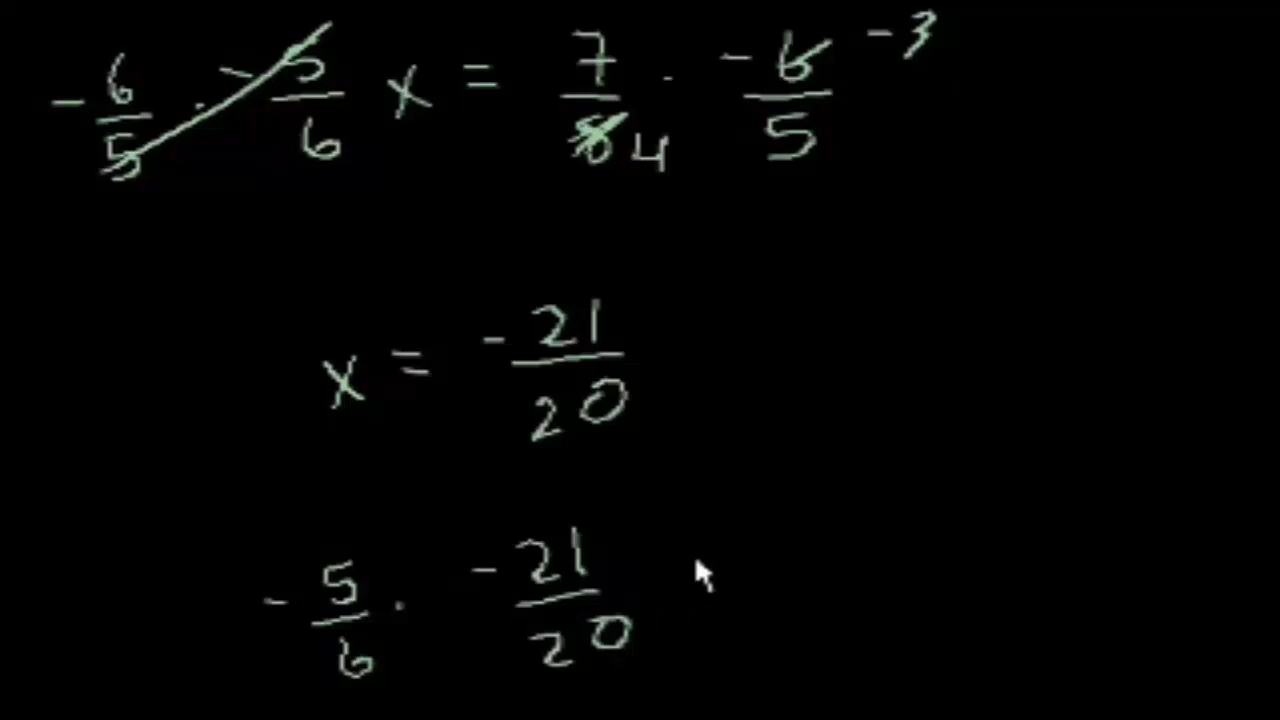 -6/5 · -5/6 x = 7/8 4 · -6/5 -3
x = -21/20
-5/6 · -21/20